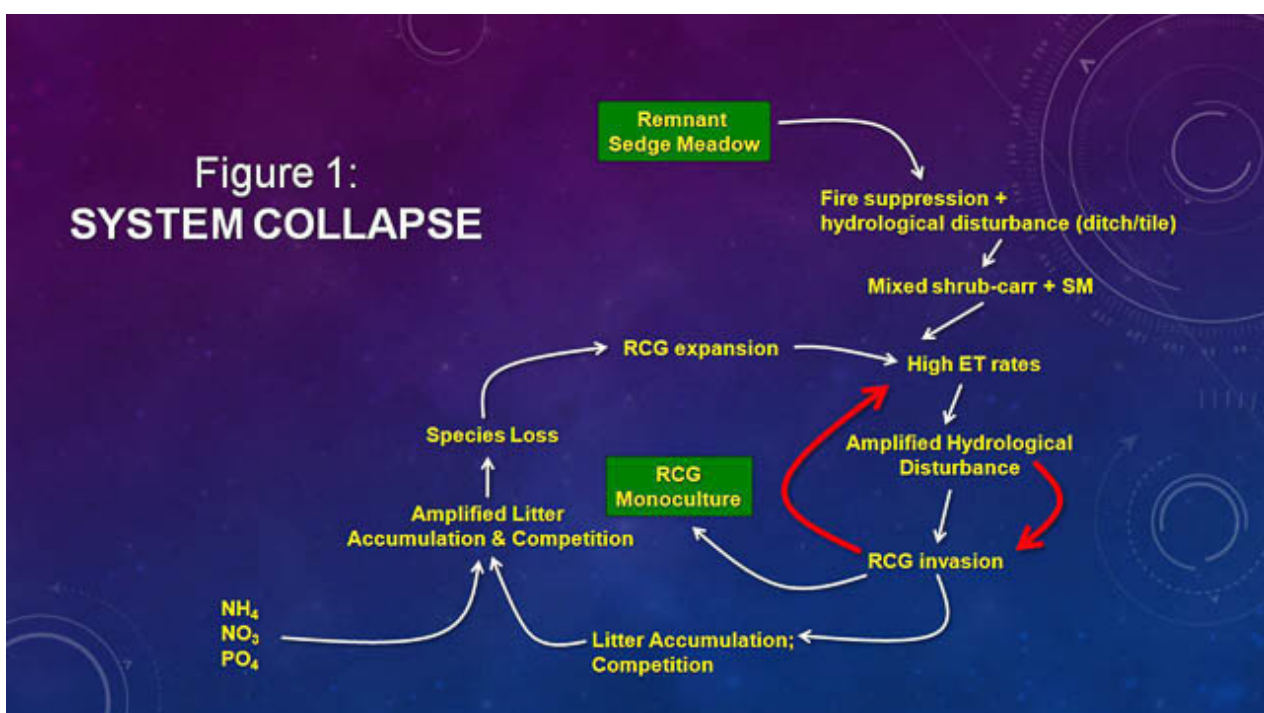 Figure 1:
SYSTEM COLLAPSE
Remnant
Sedge Meadow
Fire suppression +
hydrological disturbance (ditch/tile)
Mixed shrub-carr + SM
RCG expansion
High ET rates
Species Loss
Amplified Hydrological
Disturbance
RCG
Monoculture
Amplified Litter
Accumulation & Competition
RCG invasion
NH₄
NO₃
PO₄
Litter Accumulation;
Competition